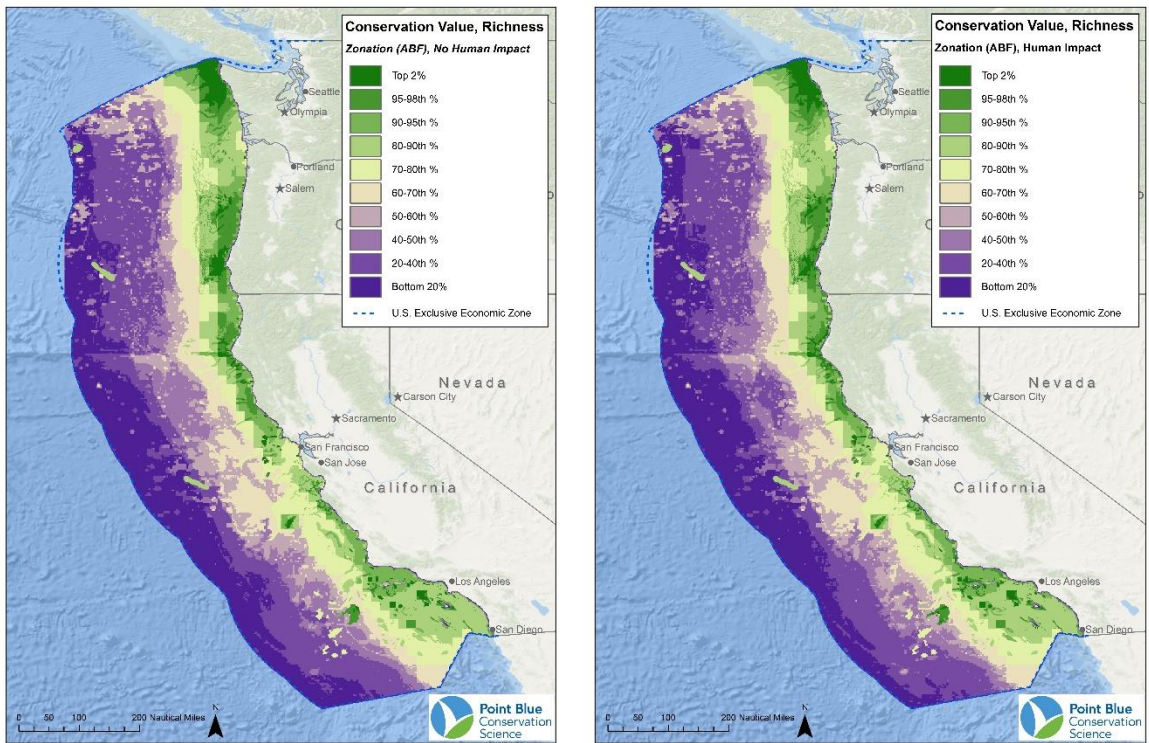 Conservation Value, Richness
Zonation (ABF), No Human Impact
Top 2%
95-98th %
90-95th %
80-90th %
70-80th %
60-70th %
50-60th %
40-50th %
20-40th %
Bottom 20%
U.S. Exclusive Economic Zone
Seattle
Olympia
Portland
Salem
Nevada
Carson City
Sacramento
San Francisco
San Jose
California
Los Angeles
San Diego
0 50 100 200 Nautical Miles
N
Point Blue
Conservation
Science
Conservation Value, Richness
Zonation (ABF), Human Impact
Top 2%
95-98th %
90-95th %
80-90th %
70-80th %
60-70th %
50-60th %
40-50th %
20-40th %
Bottom 20%
U.S. Exclusive Economic Zone
Seattle
Olympia
Portland
Salem
Nevada
Carson City
Sacramento
San Francisco
San Jose
California
Los Angeles
San Diego
0 50 100 200 Nautical Miles
N
Point Blue
Conservation
Science